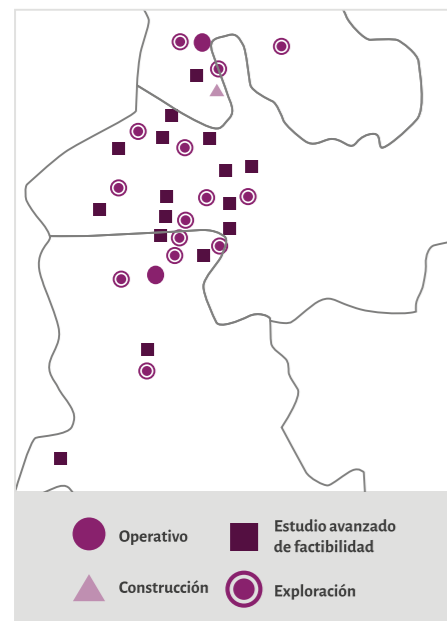 Operativo
Estudio avanzado
de factibilidad
Construcción
Exploración